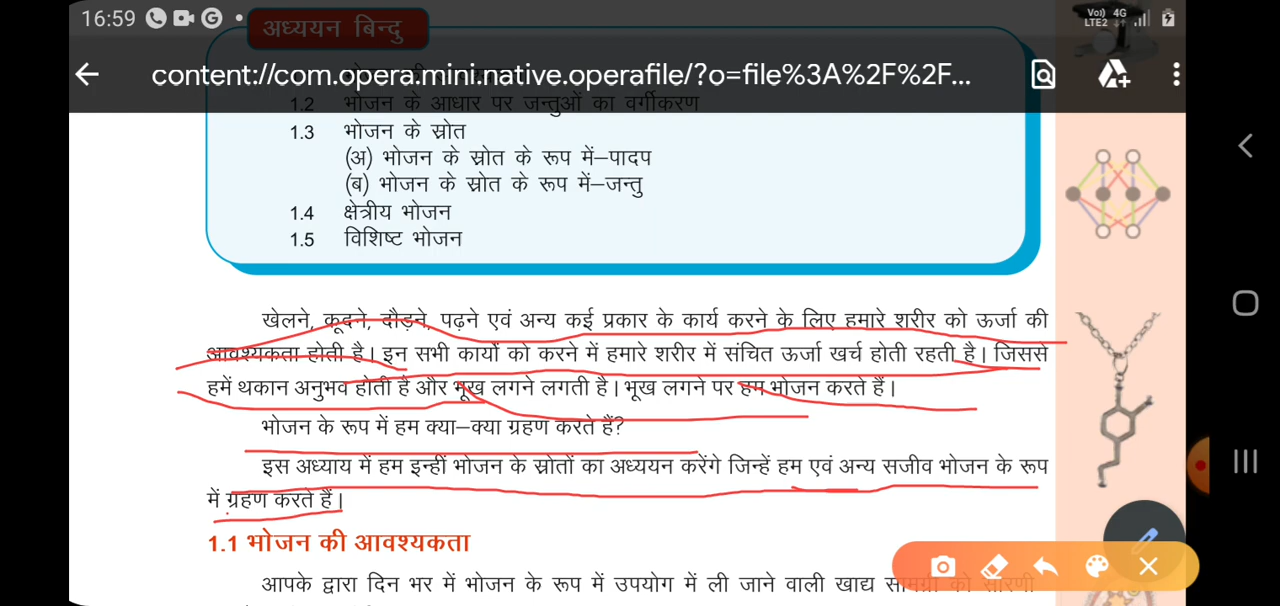 16:59
Vo) 4G
LTE2
अध्ययन बिन्दु
content://com.opera.mini.native.operafile/?o=file%3A%2F%2F...
1.2 भोजन के आधार पर जन्तुओं का वर्गीकरण
1.3 भोजन के स्रोत
(अ) भोजन के स्रोत के रूप में–पादप
(ब) भोजन के स्रोत के रूप में–जन्तु
1.4 क्षेत्रीय भोजन
1.5 विशिष्ट भोजन
खेलने, कूदने, दौड़ने, पढ़ने एवं अन्य कई प्रकार के कार्य करने के लिए हमारे शरीर को ऊर्जा की
आवश्यकता होती है। इन सभी कार्यों को करने में हमारे शरीर में संचित ऊर्जा खर्च होती रहती है। जिससे
हमें थकान अनुभव होती है और भूख लगने लगती है। भूख लगने पर हम भोजन करते हैं।
भोजन के रूप में हम क्या–क्या ग्रहण करते हैं?
इस अध्याय में हम इन्हीं भोजन के स्रोतों का अध्ययन करेंगे जिन्हें हम एवं अन्य सजीव भोजन के रूप
में ग्रहण करते हैं।
1.1 भोजन की आवश्यकता
आपके द्वारा दिन भर में भोजन के रूप में उपयोग में ली जाने वाली खाद्य सामग्री को सारणी